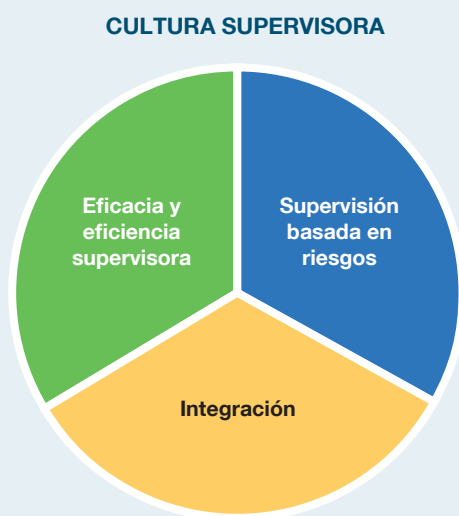 CULTURA SUPERVISORA
Eficacia y
eficiencia
supervisora
Supervisión
basada en
riesgos
Integración